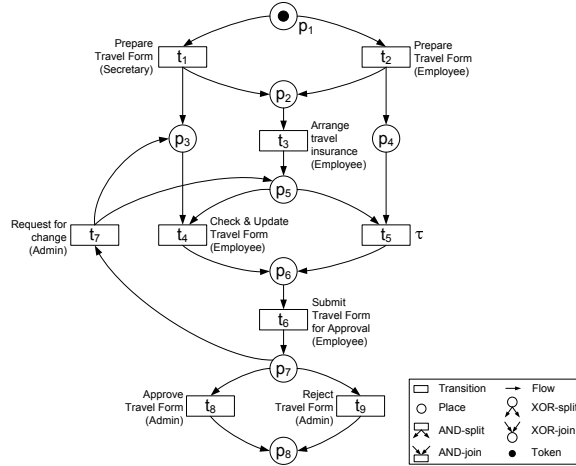 p1
Prepare
Travel Form
(Secretary)
t1
t2
Prepare
Travel Form
(Employee)
p2
p3
t3
Arrange
travel
insurance
(Employee)
p4
p5
Request for
change
(Admin)
t7
t4
Check & Update
Travel Form
(Employee)
t5
τ
p6
t6
Submit
Travel Form
for Approval
(Employee)
p7
Approve
Travel Form
(Admin)
t8
Reject
Travel Form
(Admin)
t9
p8
Transition
Flow
Place
XOR-split
AND-split
XOR-join
AND-join
Token